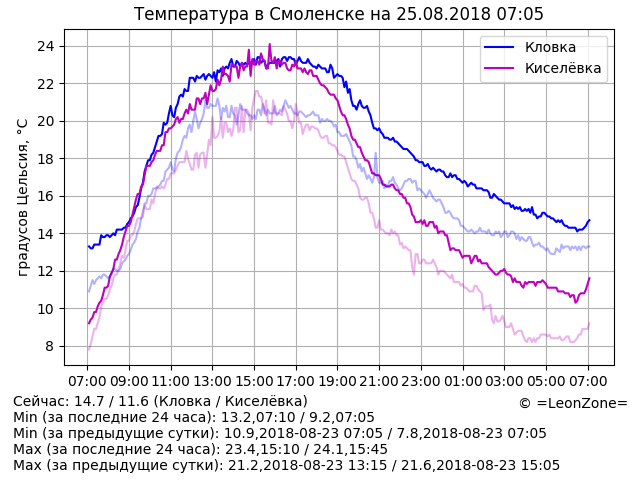 Температура в Смоленске на 25.08.2018 07:05
Кловка
Киселёвка
градусов Цельсия, °С
24
22
20
18
16
14
12
10
8
07:00 09:00 11:00 13:00 15:00 17:00 19:00 21:00 23:00 01:00 03:00 05:00 07:00
Сейчас: 14.7 / 11.6 (Кловка / Киселёвка)
© =LeonZone=
Min (за последние 24 часа): 13.2,07:10 / 9.2,07:05
Min (за предыдущие сутки): 10.9,2018-08-23 07:05 / 7.8,2018-08-23 07:05
Max (за последние 24 часа): 23.4,15:10 / 24.1,15:45
Max (за предыдущие сутки): 21.2,2018-08-23 13:15 / 21.6,2018-08-23 15:05